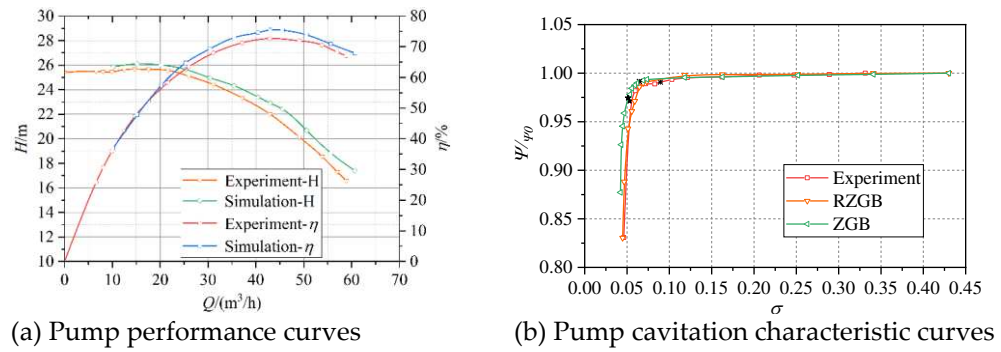 H/m
30
28
26
24
22
20
18
16
14
12
10
0 10 20 30 40 50 60 70
Q/(m³/h)
80
70
60
50
40
30
20
10
0
η/%
Experiment-H
Simulation-H
Experiment-η
Simulation-η
(a) Pump performance curves
Ψ/Ψ0
1.00
0.95
0.90
0.85
0.80
0.00 0.05 0.10 0.15 0.20 0.25 0.30 0.35 0.40 0.45
σ
Experiment
RZGB
ZGB
(b) Pump cavitation characteristic curves